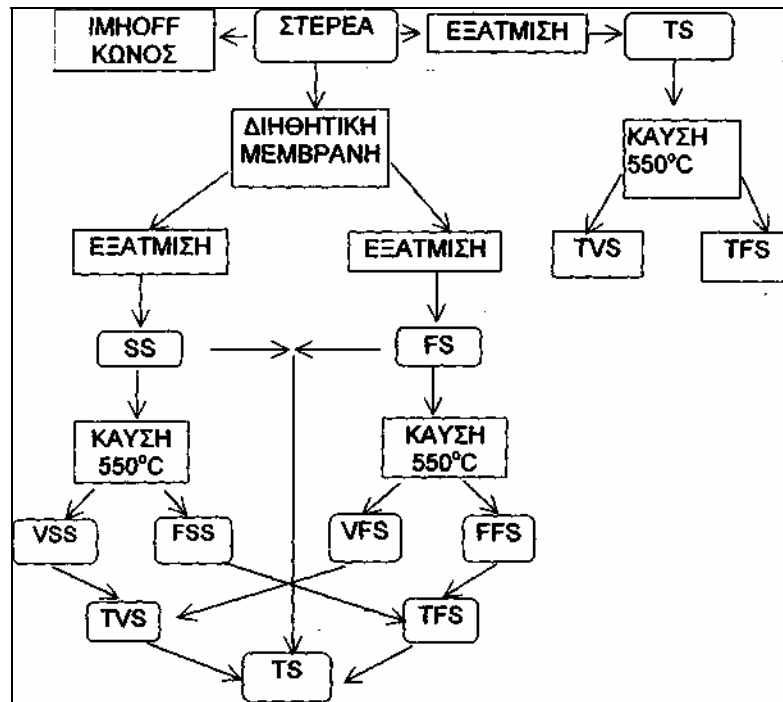 IMHOFF
ΚΩΝΟΣ
ΣΤΕΡΕΑ
ΕΞΑΤΜΙΣΗ
TS
ΔΙΗΘΗΤΙΚΗ
ΜΕΜΒΡΑΝΗ
ΚΑΥΣΗ
550°C
ΕΞΑΤΜΙΣΗ
ΕΞΑΤΜΙΣΗ
TVS
TFS
SS
FS
ΚΑΥΣΗ
550°C
ΚΑΥΣΗ
550°C
VSS
FSS
VFS
FFS
TVS
TFS
TS